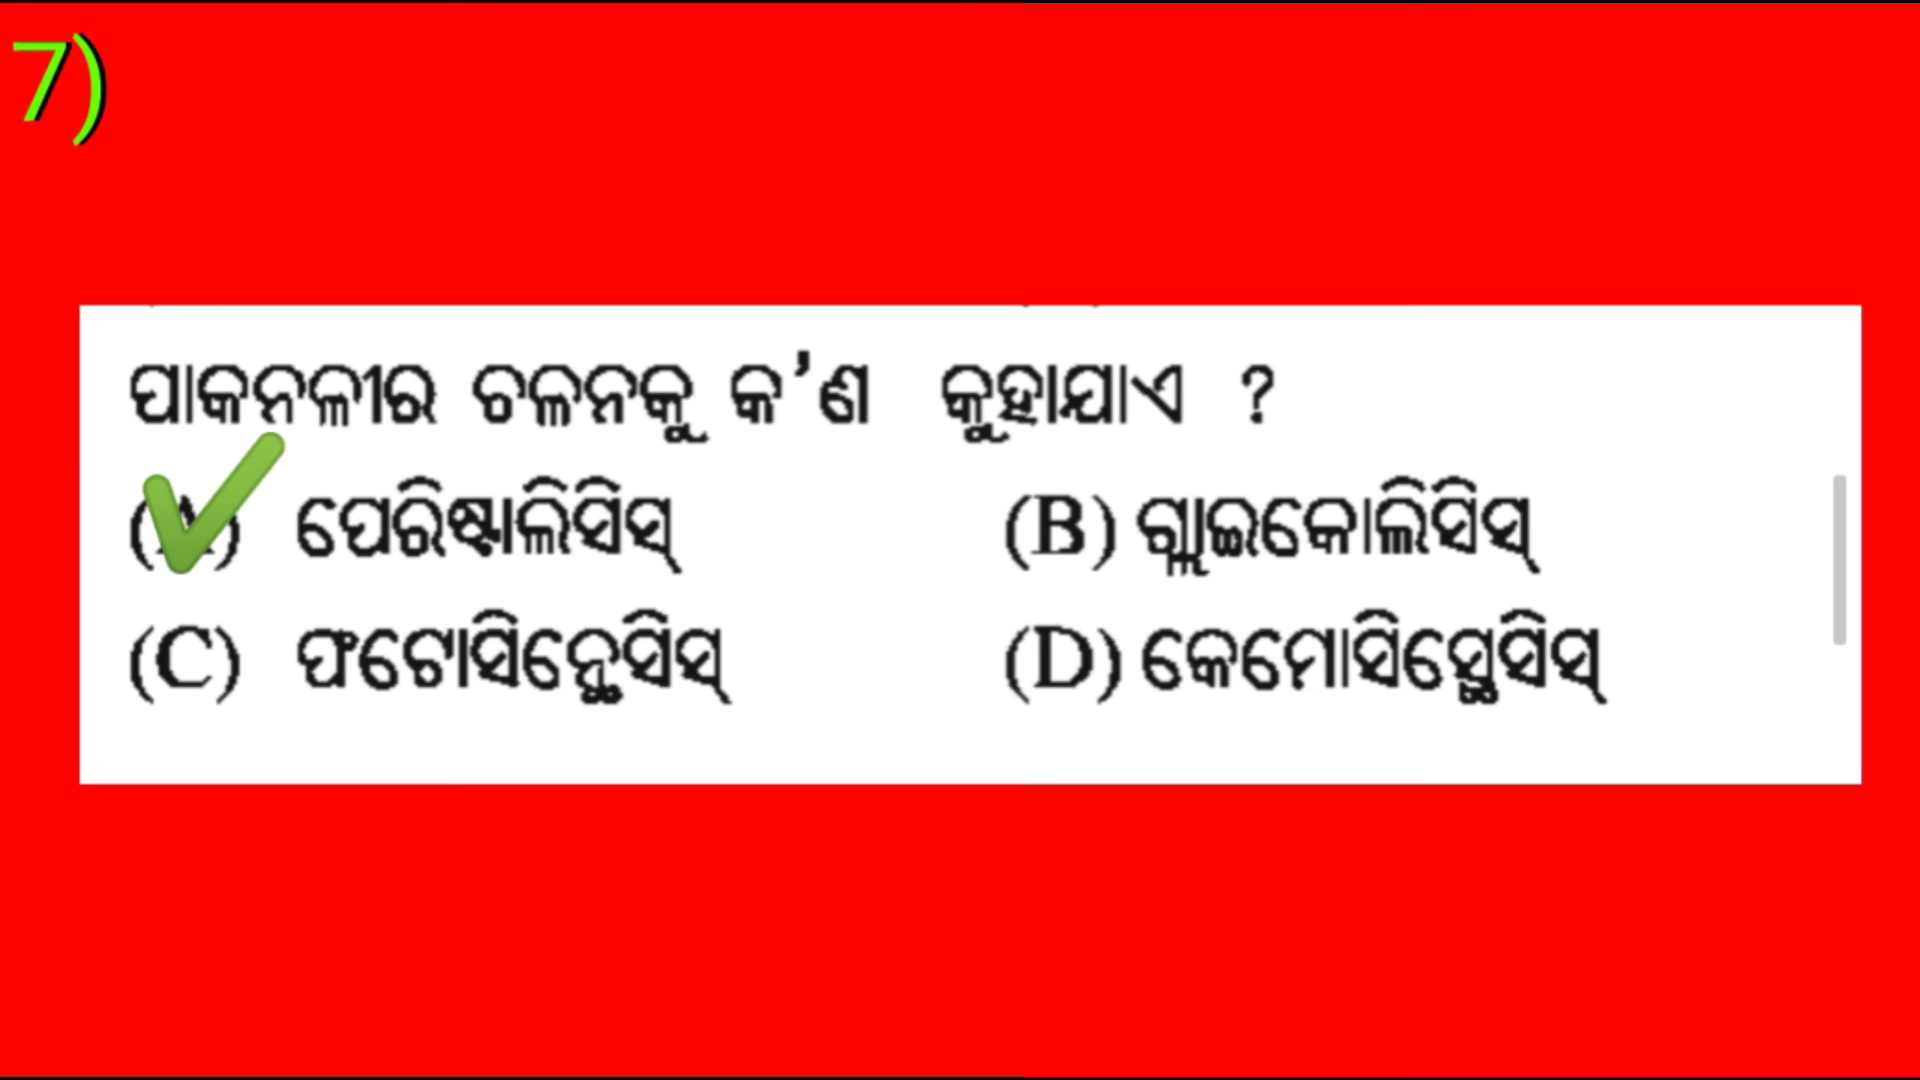 7)
ପାକନଳୀର ଚଳନକୁ କ'ଣ କୁହାଯାଏ ?
(A) ପେରିଷ୍ଟାଲିସିସ୍ (B) ଗ୍ଲାଇକୋଲିସିସ୍
(C) ଫଟୋସିନ୍ଥେସିସ୍ (D) କେମୋସିସ୍ଥେସିସ୍